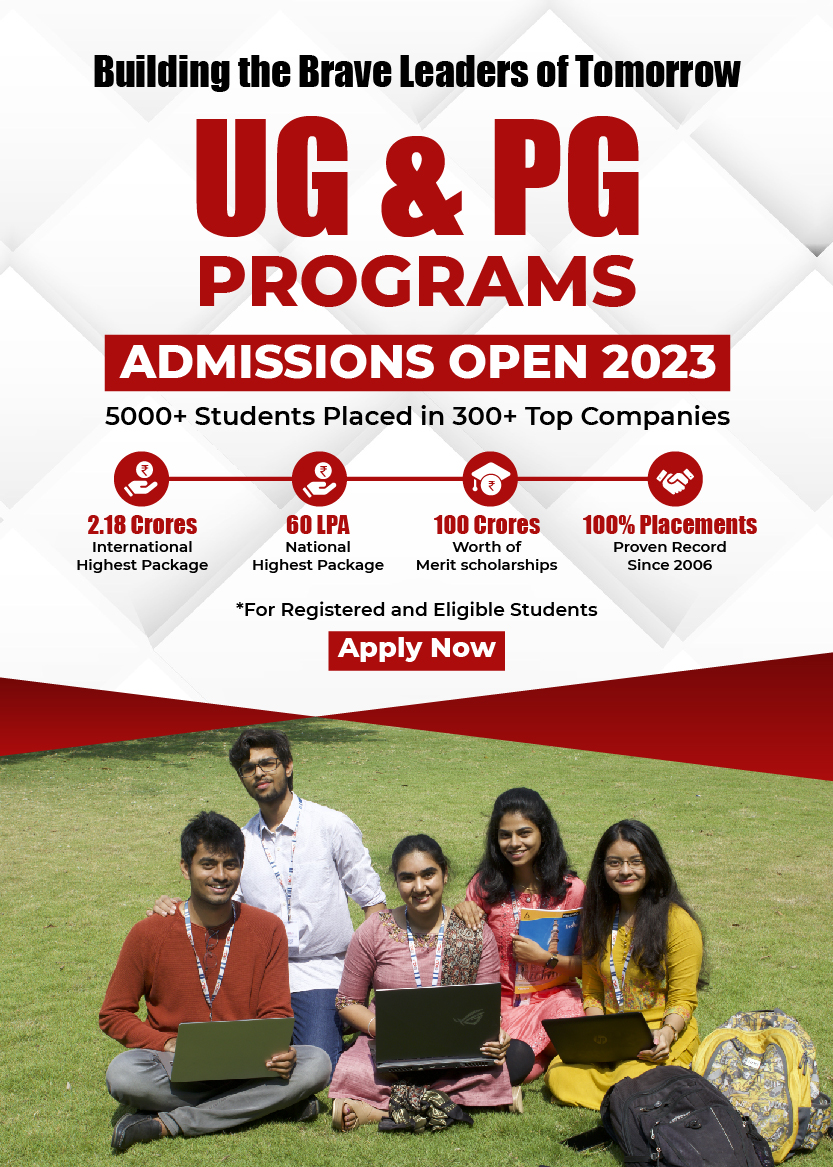 Building the Brave Leaders of Tomorrow
UG & PG
PROGRAMS
ADMISSIONS OPEN 2023
5000+ Students Placed in 300+ Top Companies
2.18 Crores
International
Highest Package
60 LPA
National
Highest Package
100 Crores
Worth of
Merit scholarships
100% Placements
Proven Record
Since 2006
*For Registered and Eligible Students
Apply Now